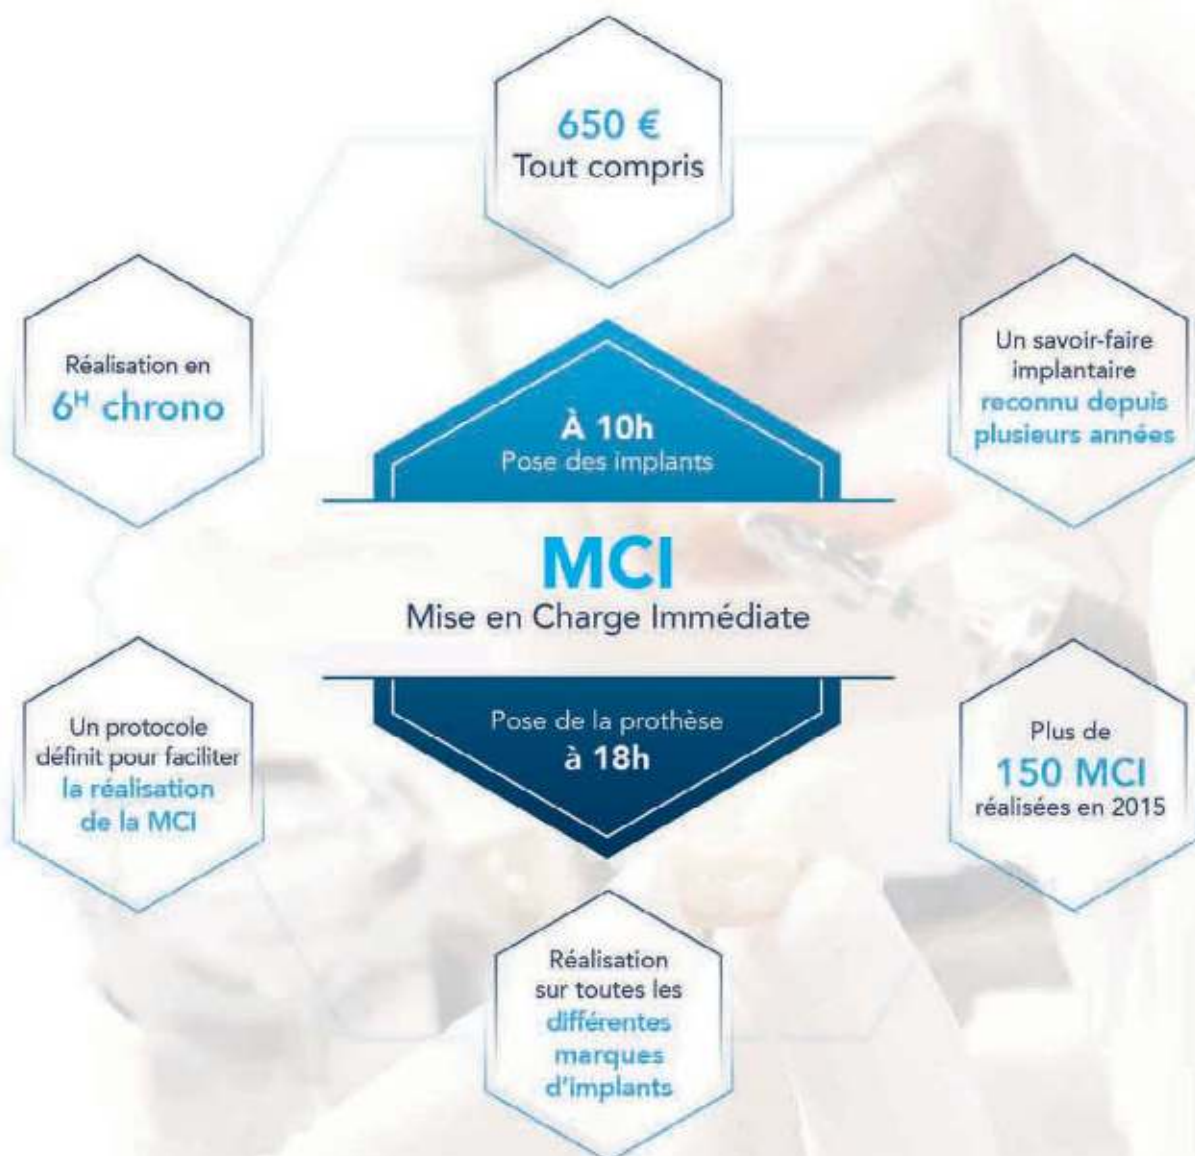 650 €
Tout compris
Réalisation en
6H chrono
À 10h
Pose des implants
Un savoir-faire
implantaire
reconnu depuis
plusieurs années
MCI
Mise en Charge Immédiate
Un protocole
définit pour faciliter
la réalisation
de la MCI
Pose de la prothèse
à 18h
Plus de
150 MCI
réalisées en 2015
Réalisation
sur toutes les
différentes
marques
d'implants